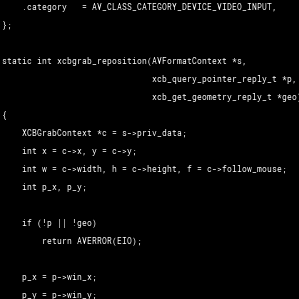 .category   = AV_CLASS_CATEGORY_DEVICE_VIDEO_INPUT,
};
static int xcbgrab_reposition(AVFormatContext *s,
xcb_query_pointer_reply_t *p,
xcb_get_geometry_reply_t *geo
{
XCBGrabContext *c = s->priv_data;
int x = c->x, y = c->y;
int w = c->width, h = c->height, f = c->follow_mouse;
int p_x, p_y;
if (!p || !geo)
return AVERROR(EIO);
p_x = p->win_x;
p_y = p->win_y;